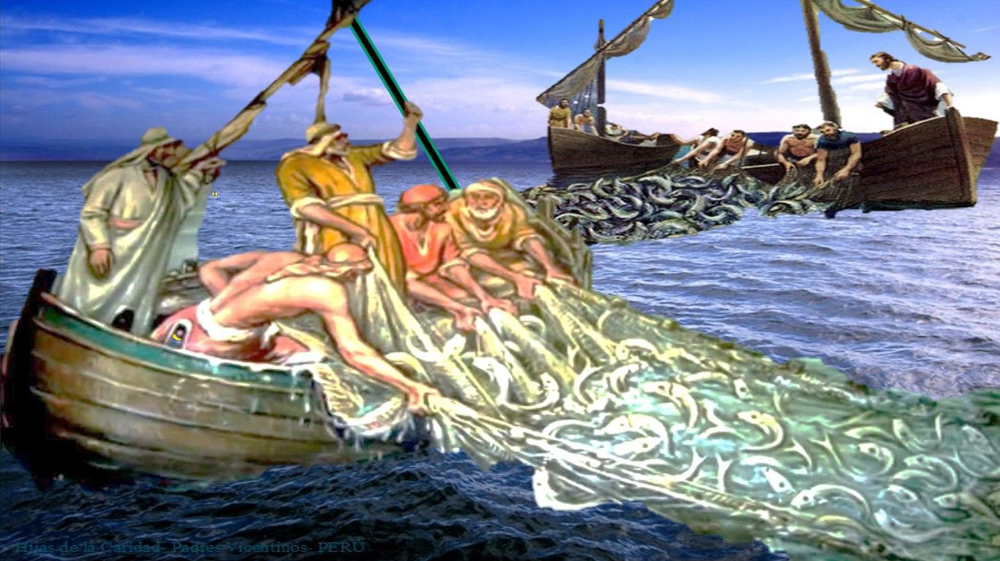 Hijas de la Caridad- Padres Vicentinos- PERÚ